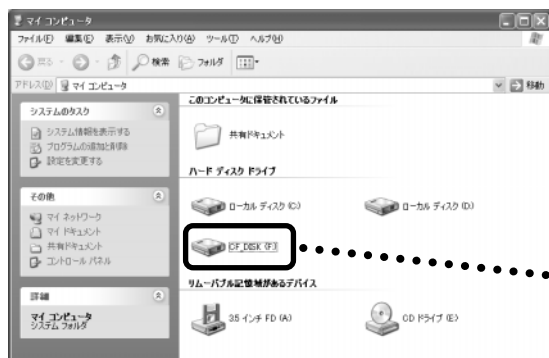 マイ コンピュータ
ファイル(F) 編集(E) 表示(V) お気に入り(A) ツール(T) ヘルプ(H)
戻る 検索 フォルダ
アドレス(D) マイ コンピュータ 移動
システムのタスク
システム情報を表示する
プログラムの追加と削除
設定を変更する
その他
マイ ネットワーク
マイ ドキュメント
共有ドキュメント
コントロール パネル
詳細
マイ コンピュータ
システム フォルダ
このコンピュータに保管されているファイル
共有ドキュメント
ハード ディスク ドライブ
ローカル ディスク (C:) ローカル ディスク (D:)
CF_DISK (F:)
リムーバブル記憶域があるデバイス
3.5 インチ FD (A:) CD ドライブ (E:)